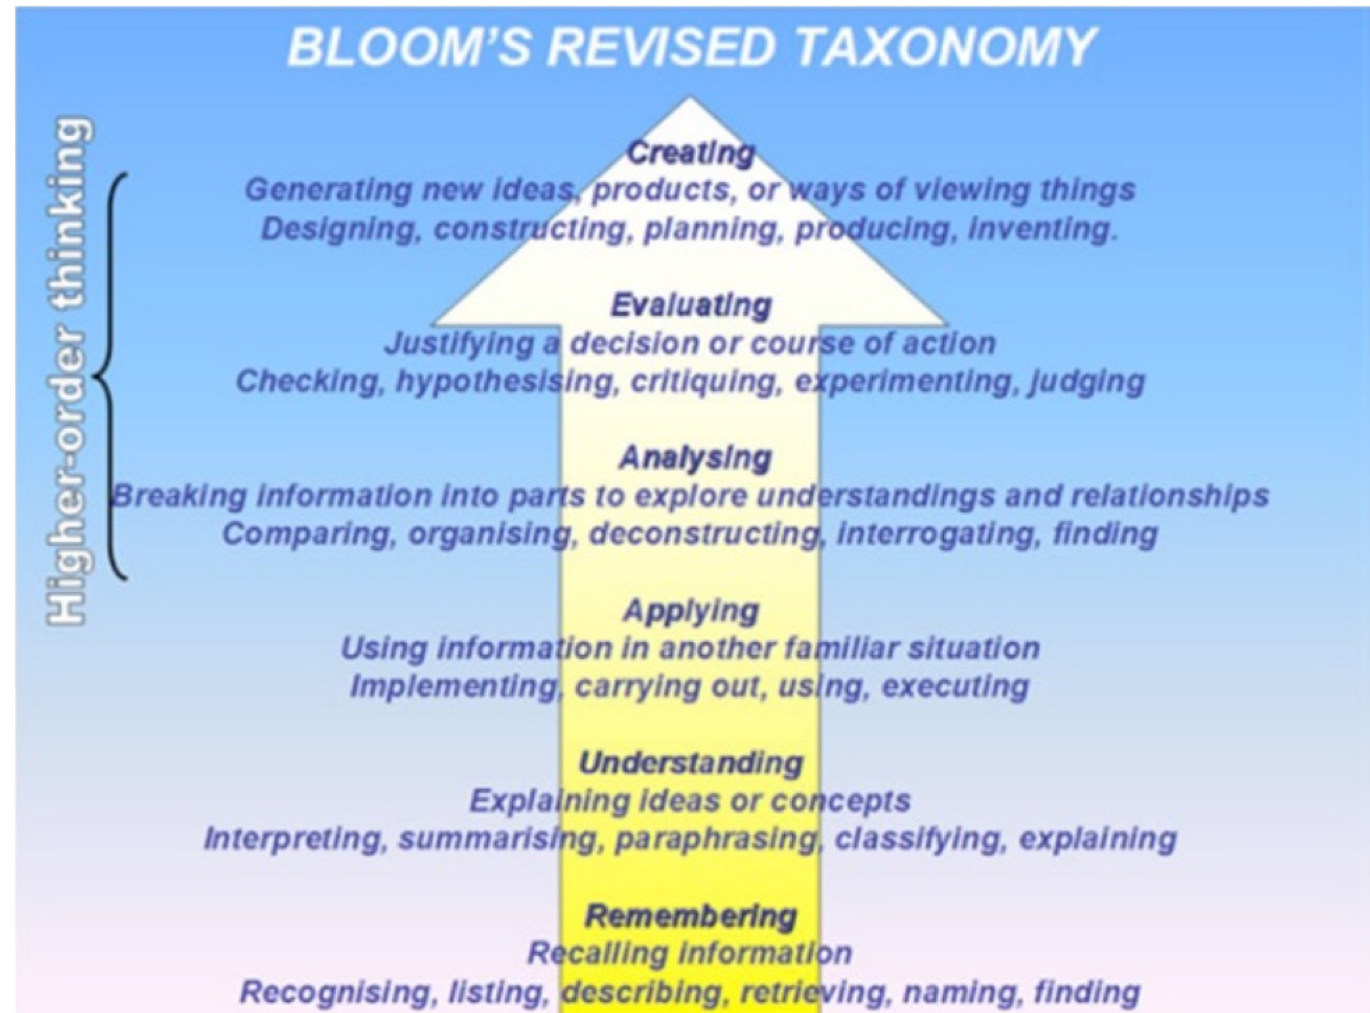 BLOOM'S REVISED TAXONOMY
Higher-order thinking
Creating
Generating new ideas, products, or ways of viewing things
Designing, constructing, planning, producing, inventing.
Evaluating
Justifying a decision or course of action
Checking, hypothesising, critiquing, experimenting, judging
Analysing
Breaking information into parts to explore understandings and relationships
Comparing, organising, deconstructing, interrogating, finding
Applying
Using information in another familiar situation
Implementing, carrying out, using, executing
Understanding
Explaining ideas or concepts
Interpreting, summarising, paraphrasing, classifying, explaining
Remembering
Recalling information
Recognising, listing, describing, retrieving, naming, finding